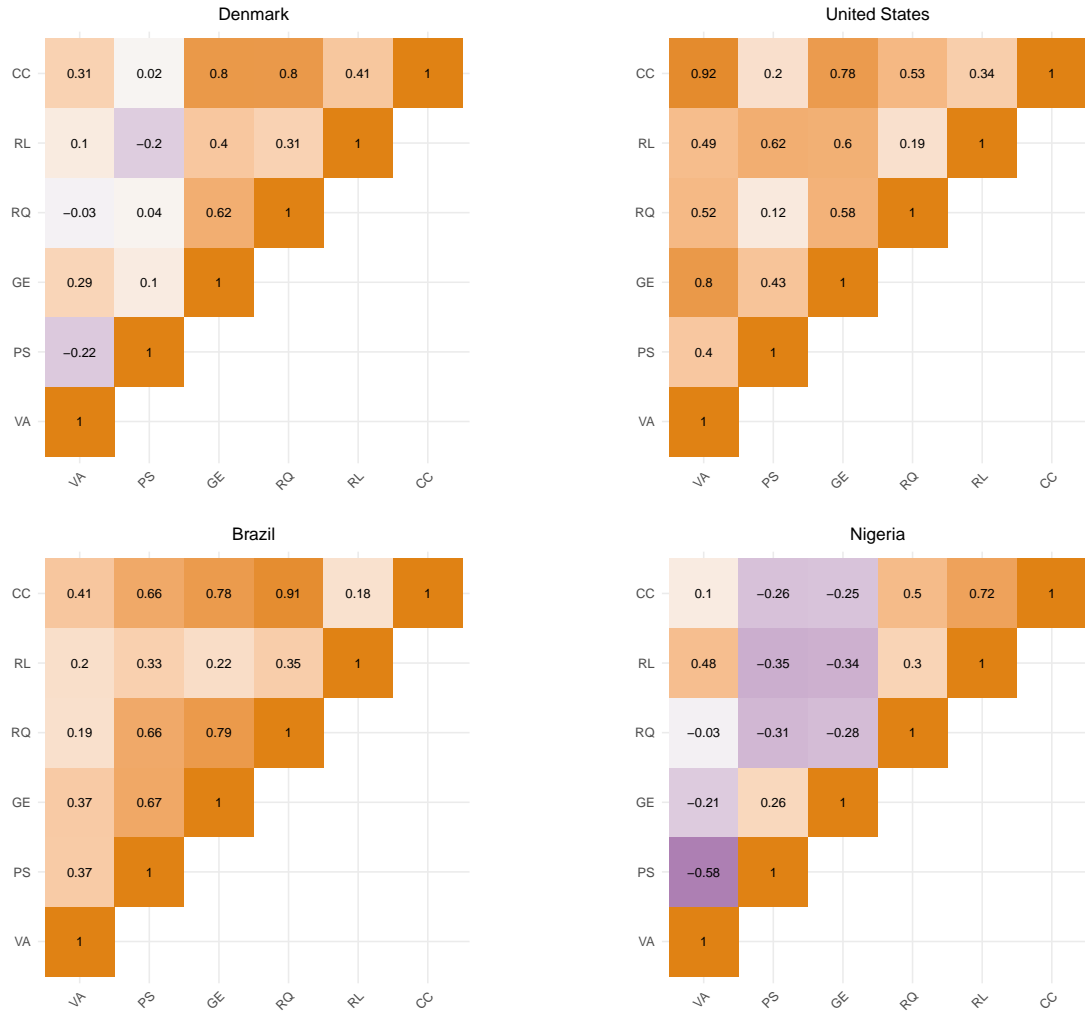 Denmark
CC 0.31 0.02 0.8 0.8 0.41 1
RL 0.1 −0.2 0.4 0.31 1
RQ −0.03 0.04 0.62 1
GE 0.29 0.1 1
PS −0.22 1
VA 1
VA PS GE RQ RL CC
United States
CC 0.92 0.2 0.78 0.53 0.34 1
RL 0.49 0.62 0.6 0.19 1
RQ 0.52 0.12 0.58 1
GE 0.8 0.43 1
PS 0.4 1
VA 1
VA PS GE RQ RL CC
Brazil
CC 0.41 0.66 0.78 0.91 0.18 1
RL 0.2 0.33 0.22 0.35 1
RQ 0.19 0.66 0.79 1
GE 0.37 0.67 1
PS 0.37 1
VA 1
VA PS GE RQ RL CC
Nigeria
CC 0.1 −0.26 −0.25 0.5 0.72 1
RL 0.48 −0.35 −0.34 0.3 1
RQ −0.03 −0.31 −0.28 1
GE −0.21 0.26 1
PS −0.58 1
VA 1
VA PS GE RQ RL CC